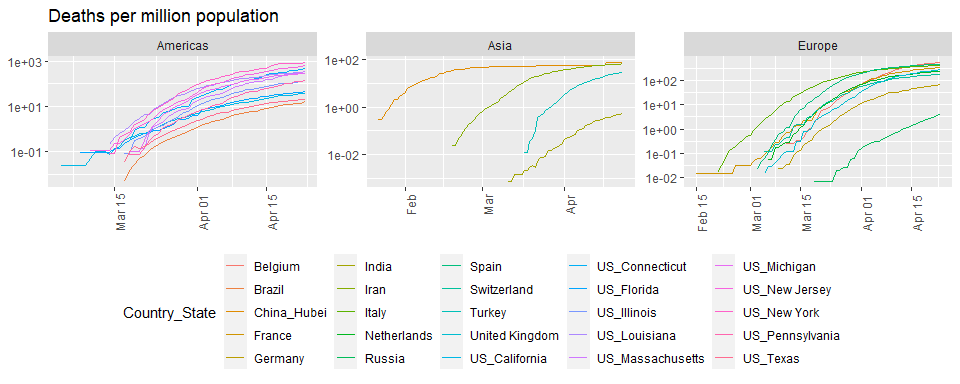 Deaths per million population
Americas
Asia
Europe
1e+03
1e+01
1e-01
1e+02
1e+00
1e-02
1e+02
1e+01
1e+00
1e-01
1e-02
Mar 15
Apr 01
Apr 15
Feb
Mar
Apr
Feb 15
Mar 01
Mar 15
Apr 01
Apr 15
Country_State
Belgium
Brazil
China_Hubei
France
Germany
India
Iran
Italy
Netherlands
Russia
Spain
Switzerland
Turkey
United Kingdom
US_California
US_Connecticut
US_Florida
US_Illinois
US_Louisiana
US_Massachusetts
US_Michigan
US_New Jersey
US_New York
US_Pennsylvania
US_Texas